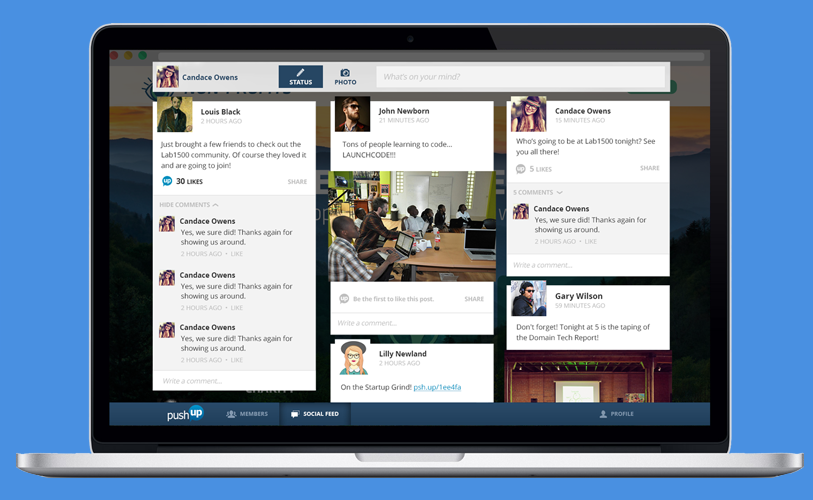 Candace Owens
STATUS
PHOTO
What's on your mind?
Louis Black
2 HOURS AGO
Just brought a few friends to check out the
Lab1500 community. Of course they loved it
and are going to join!
up
30 LIKES
SHARE
HIDE COMMENTS
Candace Owens
Yes, we sure did! Thanks again for
showing us around.
2 HOURS AGO • LIKE
Candace Owens
Yes, we sure did! Thanks again for
showing us around.
2 HOURS AGO • LIKE
Candace Owens
Yes, we sure did! Thanks again for
showing us around.
2 HOURS AGO • LIKE
Write a comment...
John Newborn
21 MINUTES AGO
Tons of people learning to code...
LAUNCHCODE!!!
up
Be the first to like this post.
SHARE
Write a comment...
Lilly Newland
2 HOURS AGO
On the Startup Grind! psh.up/1ee4fa
Candace Owens
15 MINUTES AGO
Who's going to be at Lab1500 tonight? See
you all there!
up
5 LIKES
SHARE
5 COMMENTS
Candace Owens
Yes, we sure did! Thanks again for
showing us around.
2 HOURS AGO • LIKE
Write a comment...
Gary Wilson
59 MINUTES AGO
Don't forget! Tonight at 5 is the taping of
the Domain Tech Report!
pushup
MEMBERS
SOCIAL FEED
PROFILE